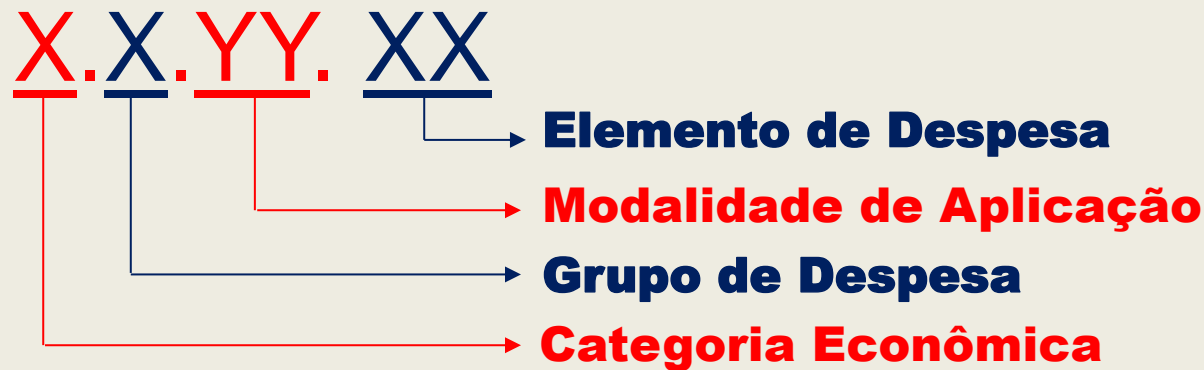 X.X.YY. XX
Elemento de Despesa
Modalidade de Aplicação
Grupo de Despesa
Categoria Econômica